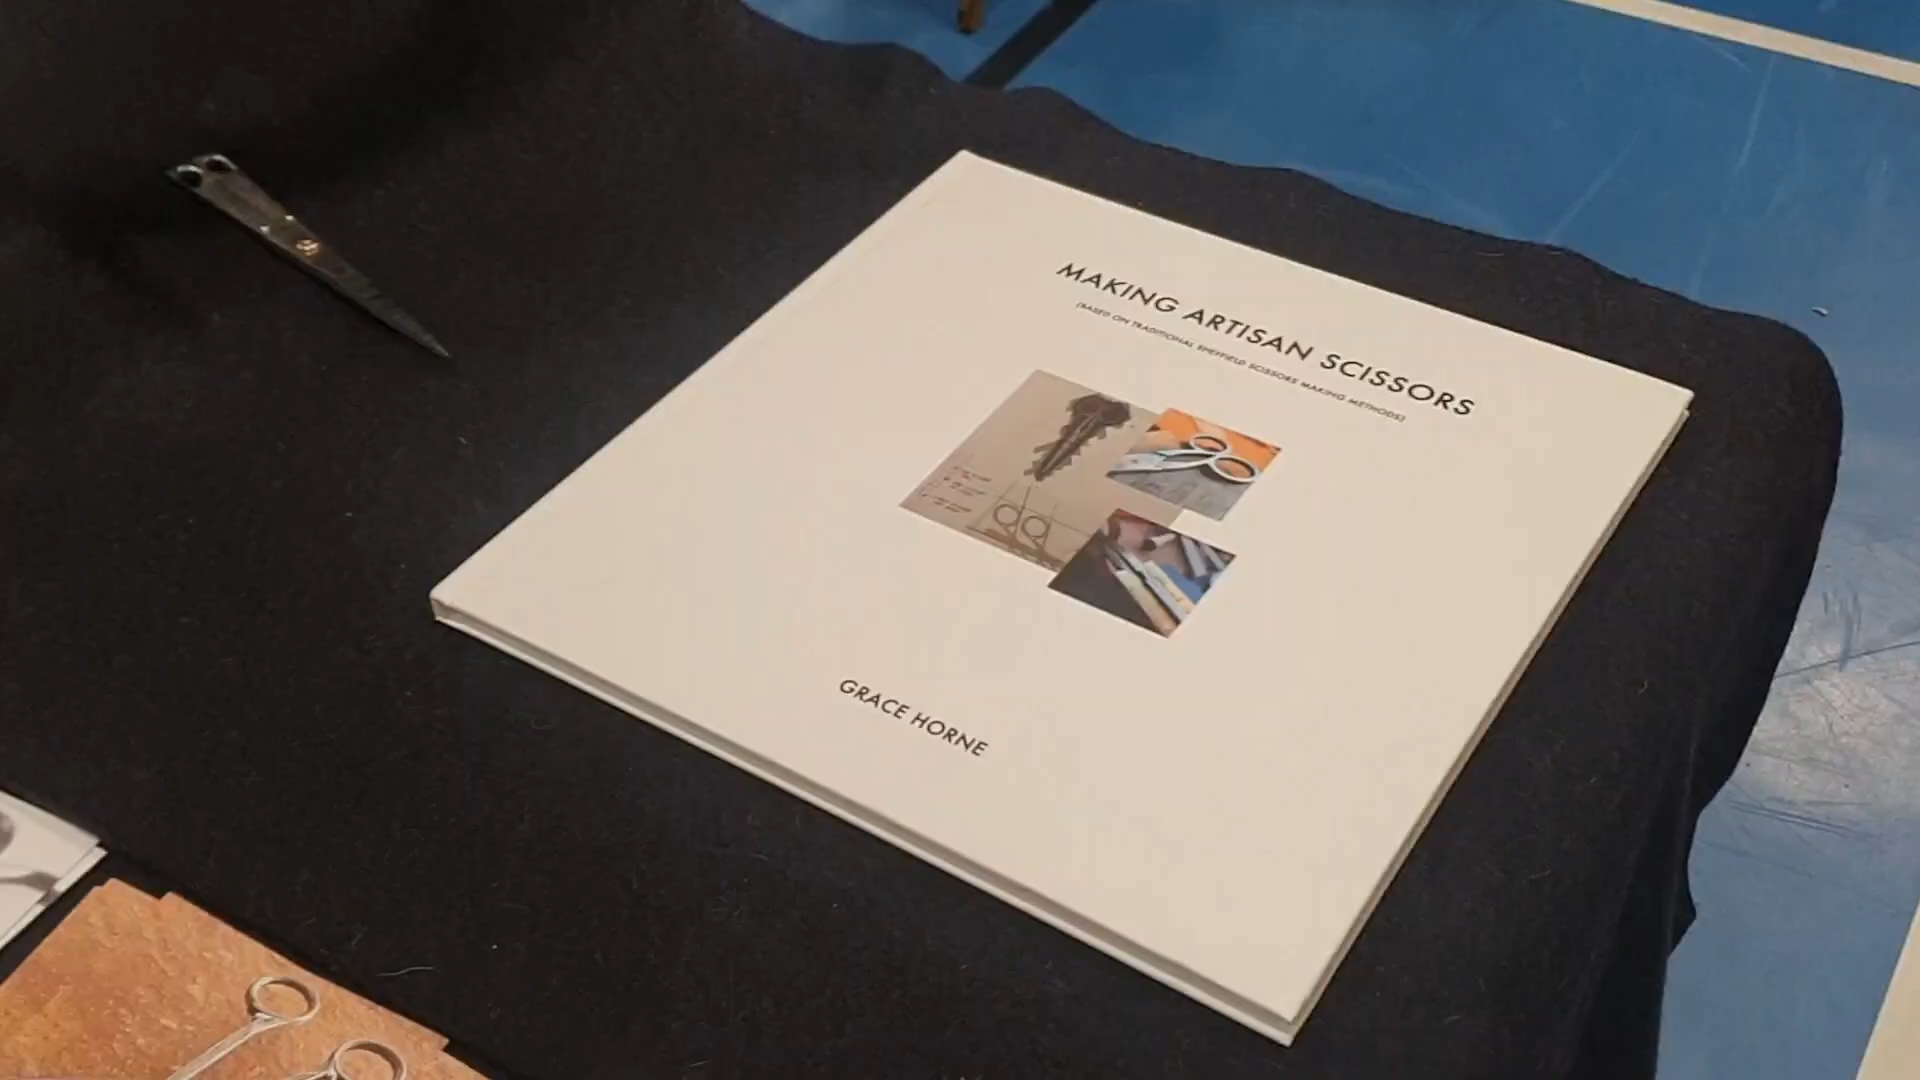 MAKING ARTISAN SCISSORS
(BASED ON TRADITIONAL SHEFFIELD SCISSORS MAKING METHODS)
GRACE HORNE